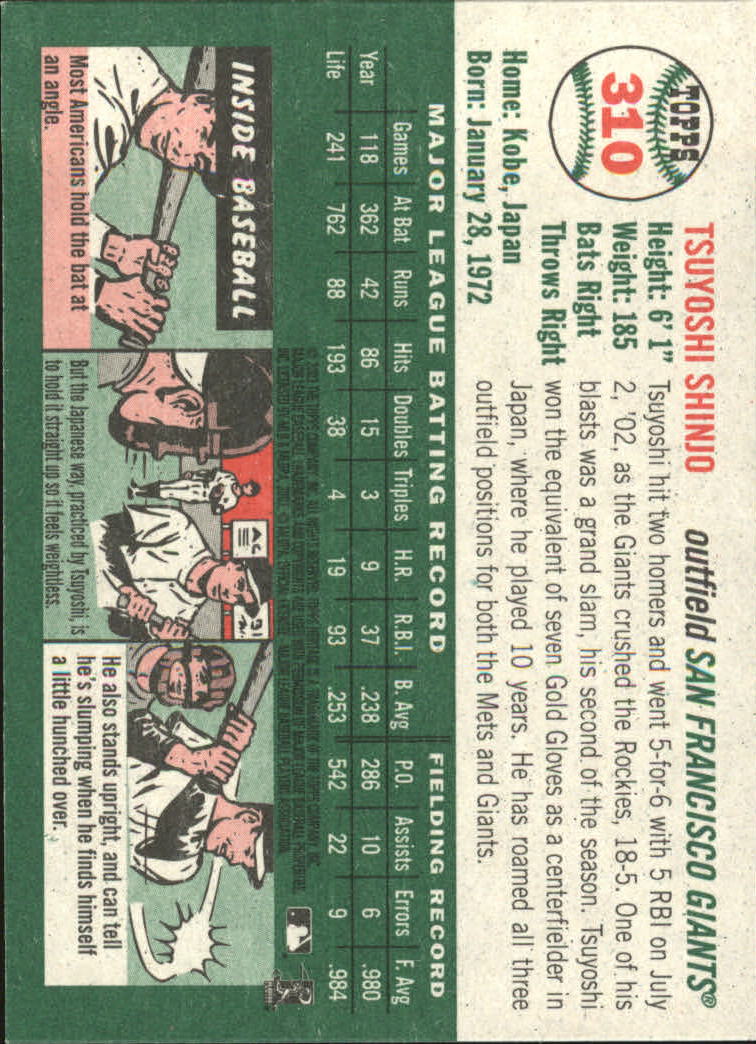 TOPPS
310
TSUYOSHI SHINJO
outfield SAN FRANCISCO GIANTS®
Height: 6' 1"
Weight: 185
Bats Right
Throws Right
Home: Kobe, Japan
Born: January 28, 1972
Tsuyoshi hit two homers and went 5-for-6 with 5 RBI on July
2, '02, as the Giants crushed the Rockies, 18-5. One of his
blasts was a grand slam, his second of the season. Tsuyoshi
won the equivalent of seven Gold Gloves as a centerfielder in
Japan, where he played 10 years. He has roamed all three
outfield positions for both the Mets and Giants.
MAJOR LEAGUE BATTING RECORD FIELDING RECORD
Games At Bat Runs Hits Doubles Triples H.R. R.B.I. B. Avg P.O. Assists Errors F. Avg
Year 118 362 42 86 15 3 9 37 .238 286 10 6 .980
Life 241 762 88 193 38 4 19 93 .253 542 22 9 .984
INSIDE BASEBALL
Most Americans hold the bat at
an angle.
But the Japanese way, practiced by Tsuyoshi, is
to hold it straight up so it feels weightless.
He also stands upright, and can tell
he's slumping when he finds himself
a little hunched over.